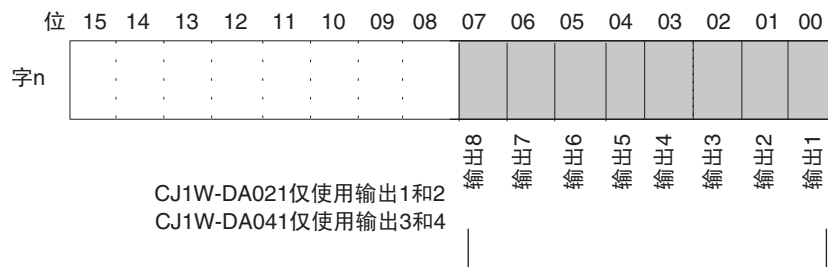 位 15 14 13 12 11 10 09 08 07 06 05 04 03 02 01 00
字n
输出8 输出7 输出6 输出5 输出4 输出3 输出2 输出1
CJ1W-DA021仅使用输出1和2
CJ1W-DA041仅使用输出3和4